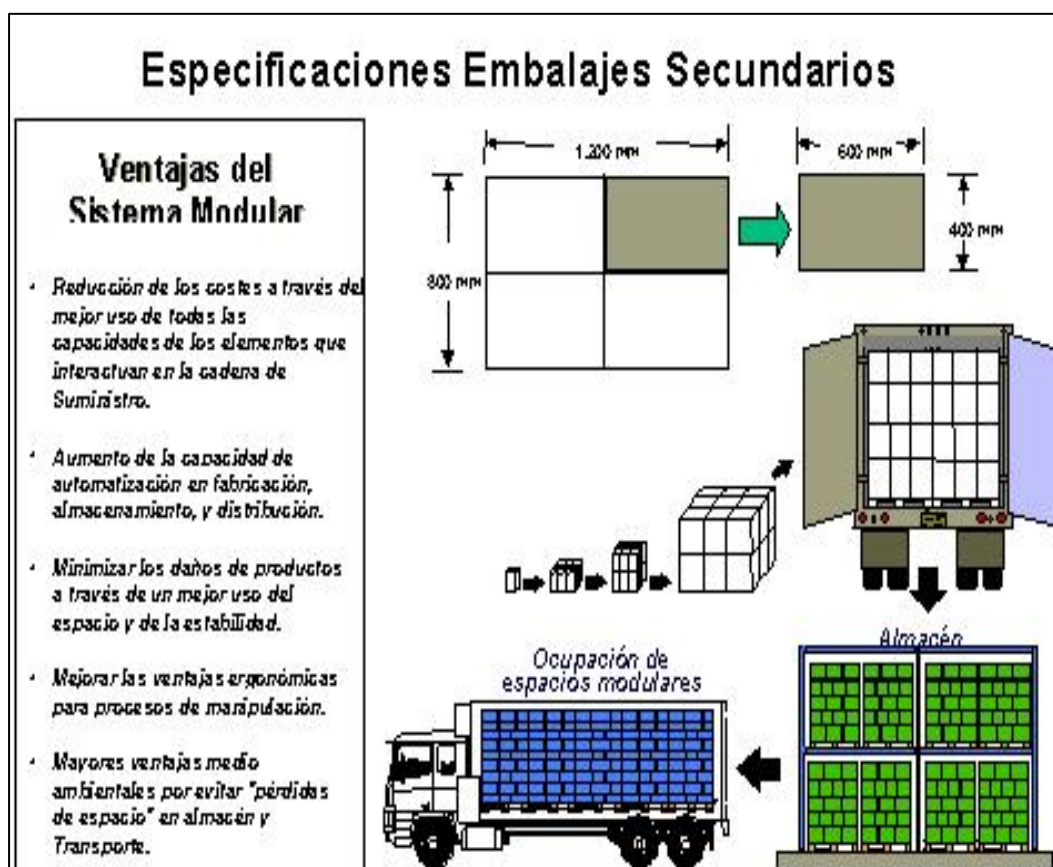 Especificaciones Embalajes Secundarios
Ventajas del
Sistema Modular
· Reducción de los costes a través del
mejor uso de todas las
capacidades de los elementos que
interactuan en la cadena de
Suministro.
· Aumento de la capacidad de
automatización en fabricación,
almacenamiento, y distribución.
· Minimizar los daños de productos
a través de un mejor uso del
espacio y de la estabilidad.
· Mejorar las ventajas ergonómicas
para procesos de manipulación.
· Mayores ventajas medio
ambientales por evitar "pérdidas
de espacio" en almacén y
Transporte.
1.200 mm
600 mm
800 mm
400 mm
Almacén
Ocupación de
espacios modulares